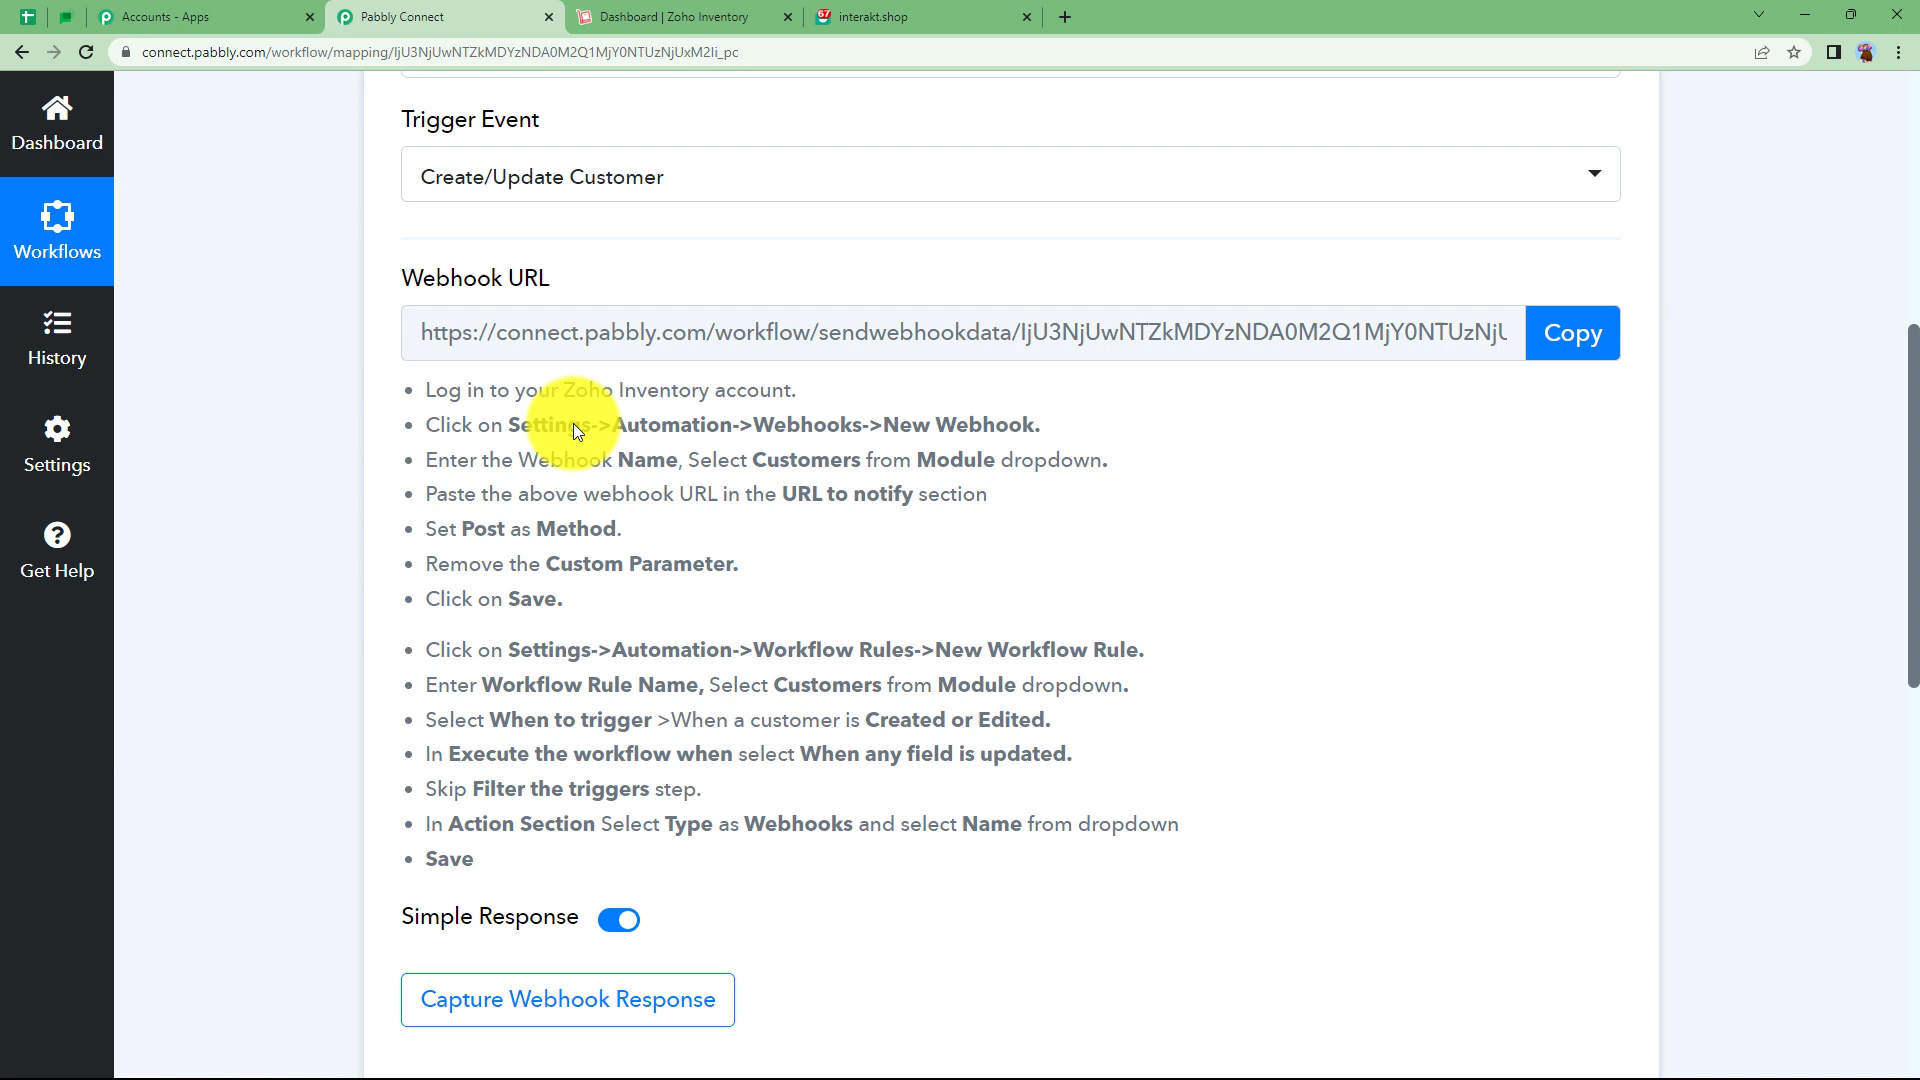 Accounts - Apps
Pabbly Connect
Dashboard | Zoho Inventory
67 interakt.shop
connect.pabbly.com/workflow/mapping/IjU3NjUwNTZkMDYzNDA0M2Q1MjY0NTUzNjUxM2Ii_pc
Dashboard
Workflows
History
Settings
Get Help
Trigger Event
Create/Update Customer
Webhook URL
https://connect.pabbly.com/workflow/sendwebhookdata/IjU3NjUwNTZkMDYzNDA0M2Q1MjY0NTUzNjU
Copy
• Log in to your Zoho Inventory account.
• Click on Settings->Automation->Webhooks->New Webhook.
• Enter the Webhook Name, Select Customers from Module dropdown.
• Paste the above webhook URL in the URL to notify section
• Set Post as Method.
• Remove the Custom Parameter.
• Click on Save.
• Click on Settings->Automation->Workflow Rules->New Workflow Rule.
• Enter Workflow Rule Name, Select Customers from Module dropdown.
• Select When to trigger >When a customer is Created or Edited.
• In Execute the workflow when select When any field is updated.
• Skip Filter the triggers step.
• In Action Section Select Type as Webhooks and select Name from dropdown
• Save
Simple Response
Capture Webhook Response